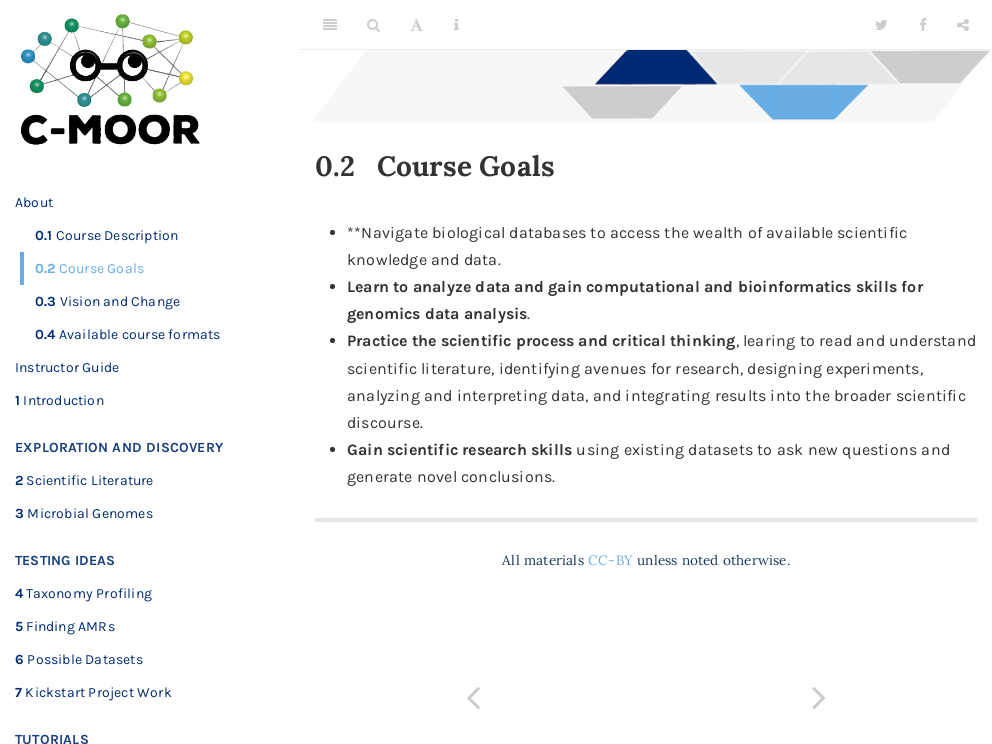 C-MOOR
About
0.1 Course Description
0.2 Course Goals
0.3 Vision and Change
0.4 Available course formats
Instructor Guide
1 Introduction
EXPLORATION AND DISCOVERY
2 Scientific Literature
3 Microbial Genomes
TESTING IDEAS
4 Taxonomy Profiling
5 Finding AMRs
6 Possible Datasets
7 Kickstart Project Work
TUTORIALS
A
0.2 Course Goals
• **Navigate biological databases to access the wealth of available scientific
knowledge and data.
• Learn to analyze data and gain computational and bioinformatics skills for
genomics data analysis.
• Practice the scientific process and critical thinking, learing to read and understand
scientific literature, identifying avenues for research, designing experiments,
analyzing and interpreting data, and integrating results into the broader scientific
discourse.
• Gain scientific research skills using existing datasets to ask new questions and
generate novel conclusions.
All materials CC-BY unless noted otherwise.